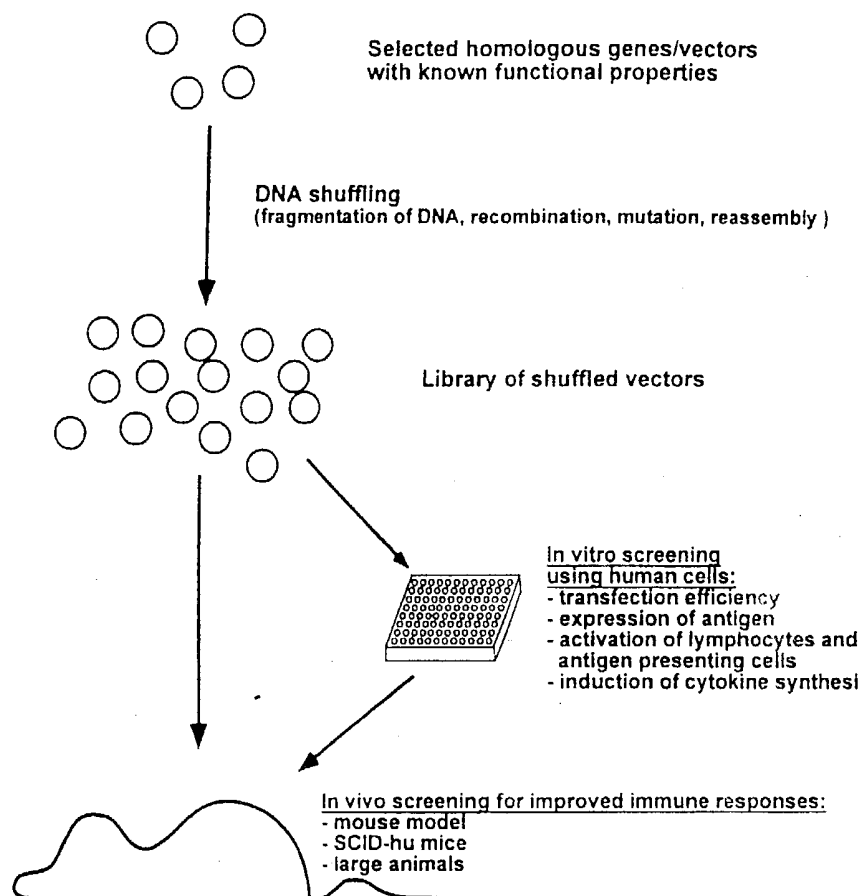 Selected homologous genes/vectors
with known functional properties
DNA shuffling
(fragmentation of DNA, recombination, mutation, reassembly )
Library of shuffled vectors
In vitro screening
using human cells:
- transfection efficiency
- expression of antigen
- activation of lymphocytes and
antigen presenting cells
- induction of cytokine synthesi
In vivo screening for improved immune responses:
- mouse model
- SCID-hu mice
- large animals